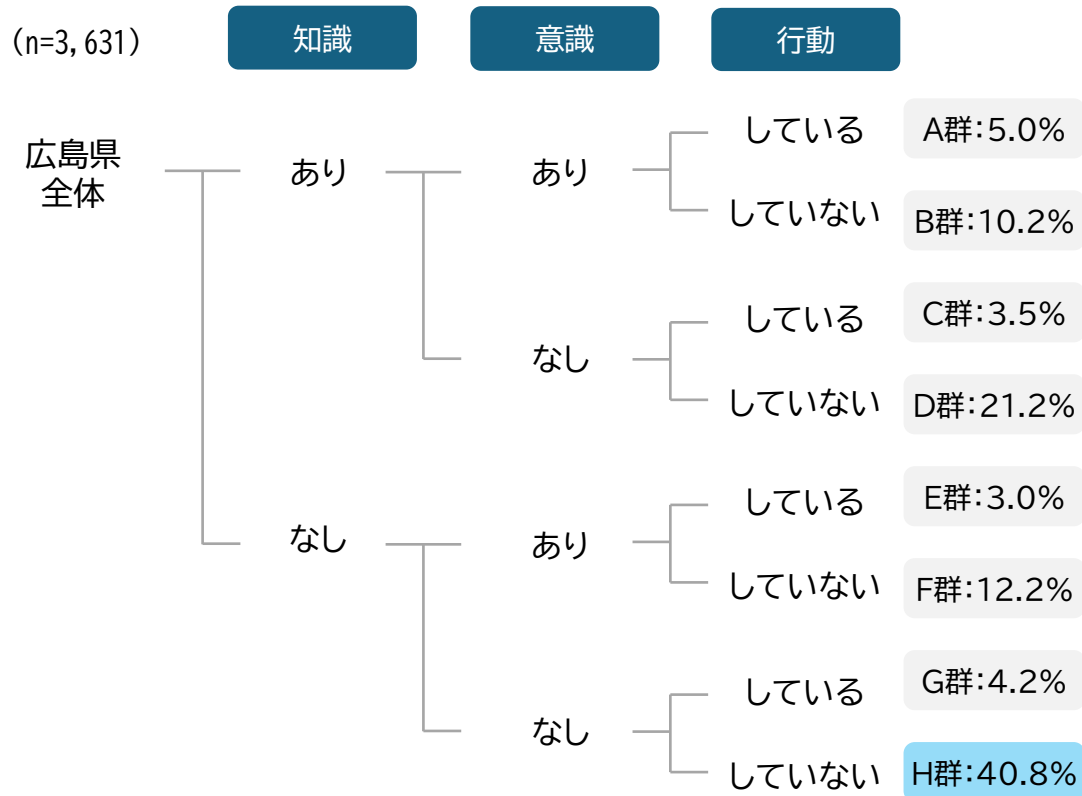 (n=3,631)
知識
意識
行動
広島県
全体
あり
あり
している
A群:5.0%
していない
B群:10.2%
なし
している
C群:3.5%
していない
D群:21.2%
なし
あり
している
E群:3.0%
していない
F群:12.2%
なし
している
G群:4.2%
していない
H群:40.8%